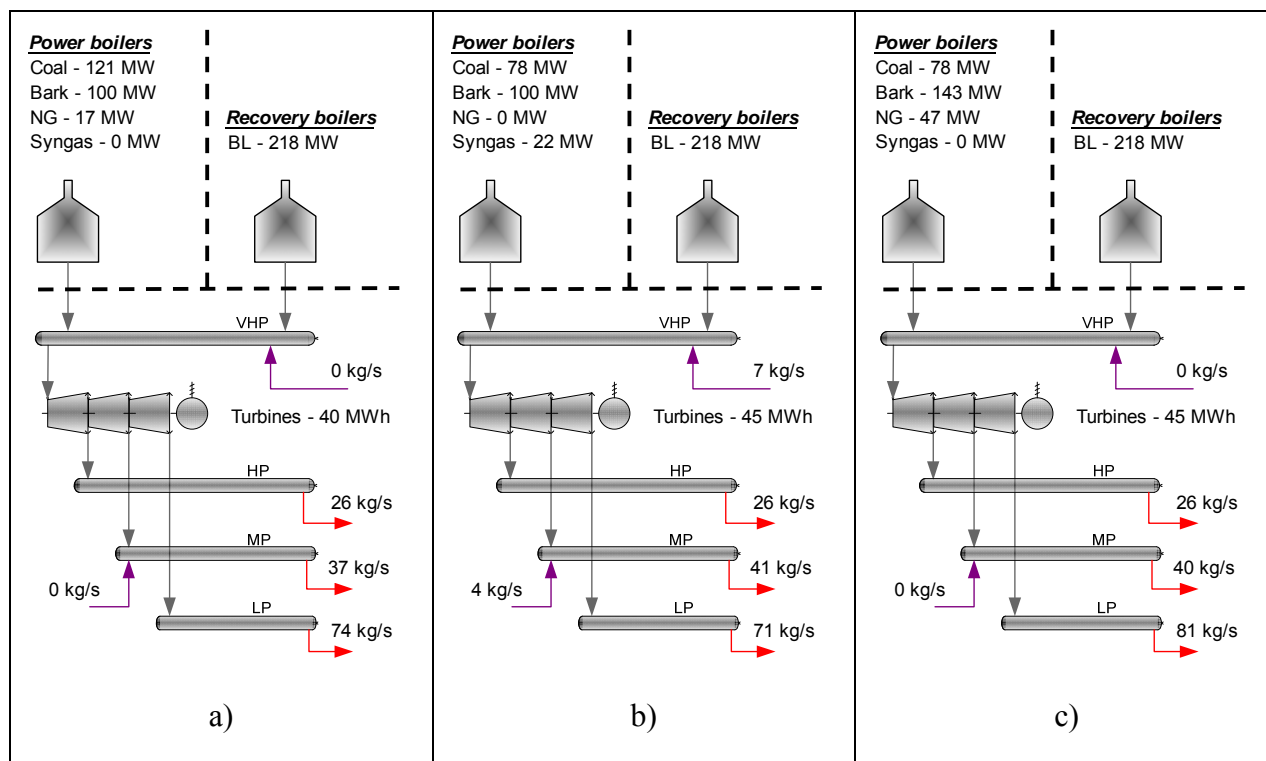 Power boilers
Coal - 121 MW
Bark - 100 MW
NG - 17 MW
Syngas - 0 MW
Recovery boilers
BL - 218 MW
VHP
0 kg/s
Turbines - 40 MWh
HP
26 kg/s
MP
37 kg/s
0 kg/s
LP
74 kg/s
a)
Power boilers
Coal - 78 MW
Bark - 100 MW
NG - 0 MW
Syngas - 22 MW
Recovery boilers
BL - 218 MW
VHP
7 kg/s
Turbines - 45 MWh
HP
26 kg/s
MP
41 kg/s
4 kg/s
LP
71 kg/s
b)
Power boilers
Coal - 78 MW
Bark - 143 MW
NG - 47 MW
Syngas - 0 MW
Recovery boilers
BL - 218 MW
VHP
0 kg/s
Turbines - 45 MWh
HP
26 kg/s
MP
40 kg/s
0 kg/s
LP
81 kg/s
c)